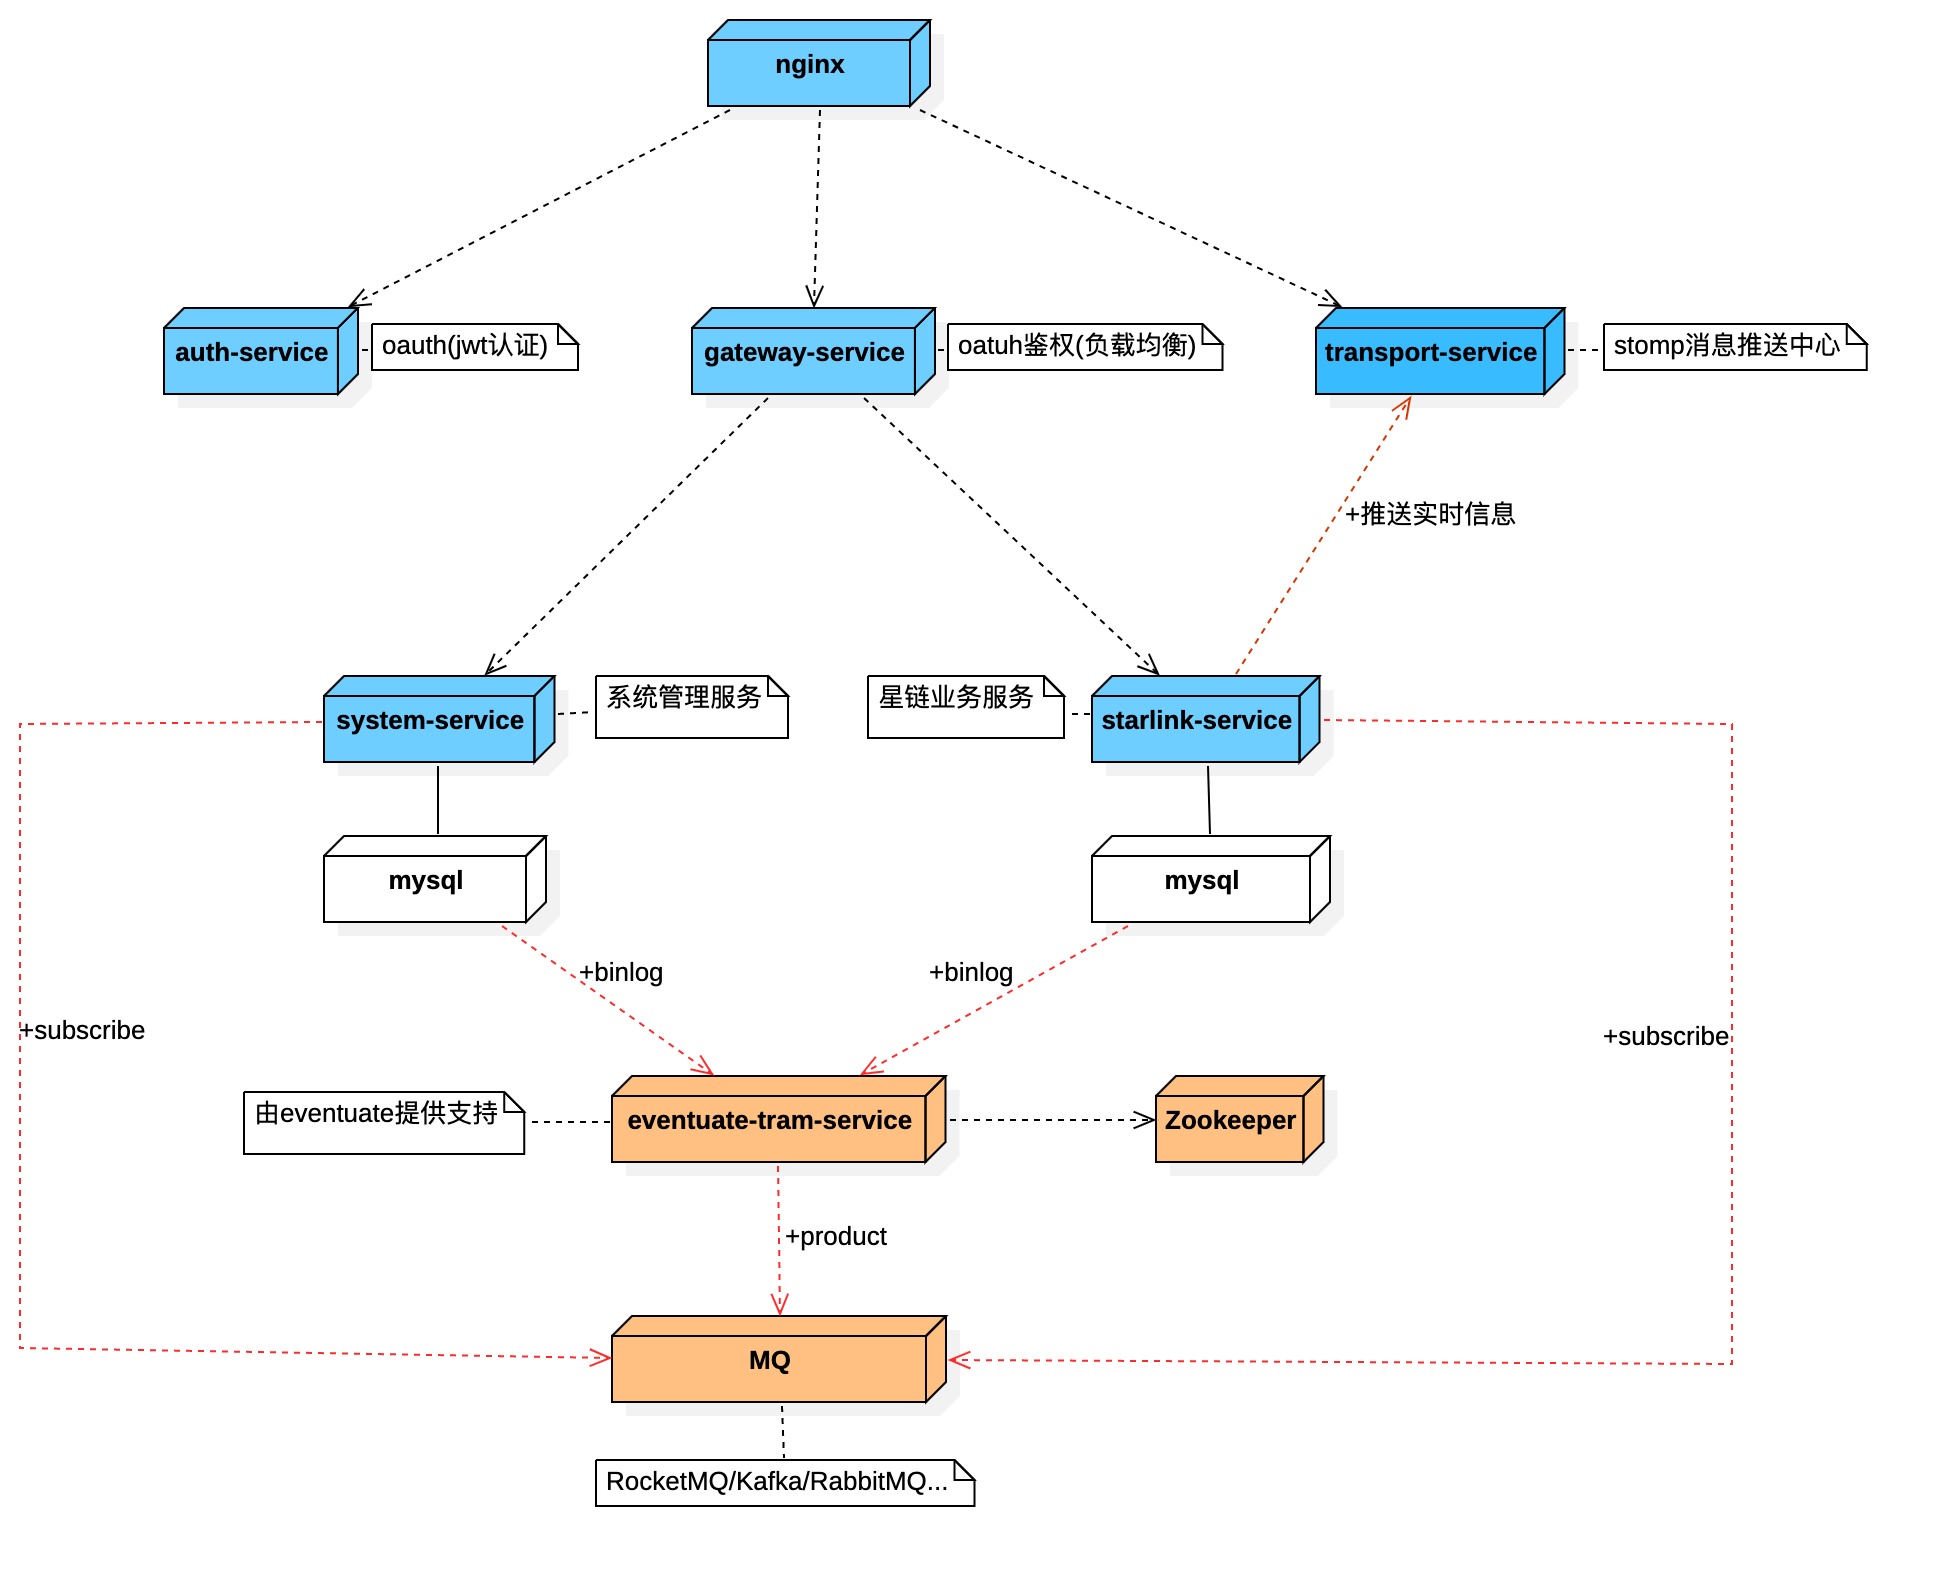 nginx
auth-service
oauth(jwt认证)
gateway-service
oatuh鉴权(负载均衡)
transport-service
stomp消息推送中心
+推送实时信息
system-service
系统管理服务
星链业务服务
starlink-service
mysql
mysql
+binlog
+binlog
+subscribe
+subscribe
由eventuate提供支持
eventuate-tram-service
Zookeeper
+product
MQ
RocketMQ/Kafka/RabbitMQ...